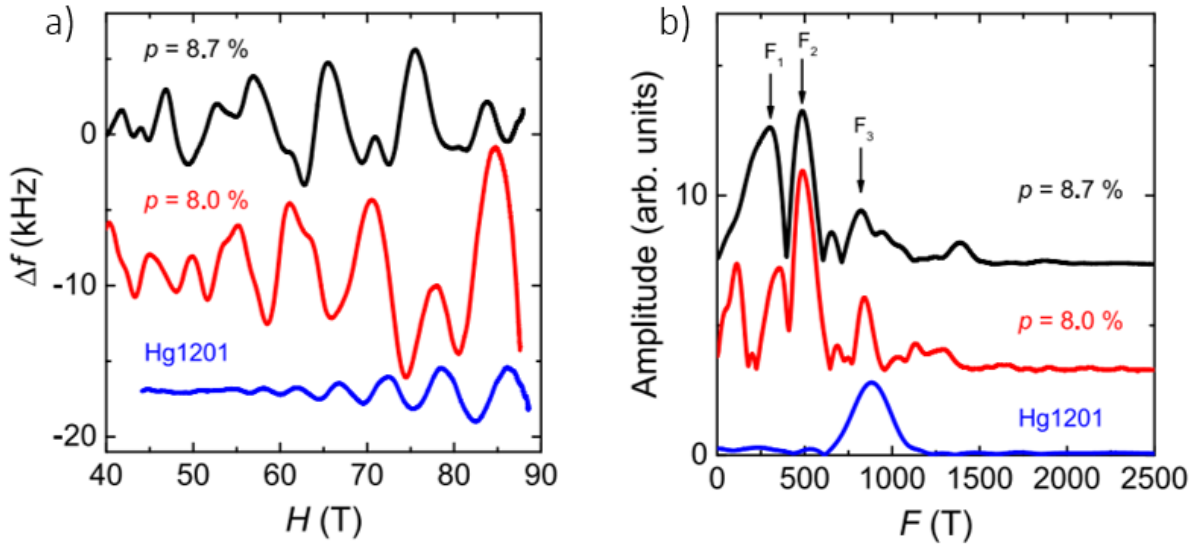 a)
p = 8.7 %
p = 8.0 %
Hg1201
Δf (kHz)
0
-10
-20
40 50 60 70 80 90
H (T)
b)
F₁
F₂
F₃
p = 8.7 %
p = 8.0 %
Hg1201
Amplitude (arb. units)
10
0
0 500 1000 1500 2000 2500
F (T)